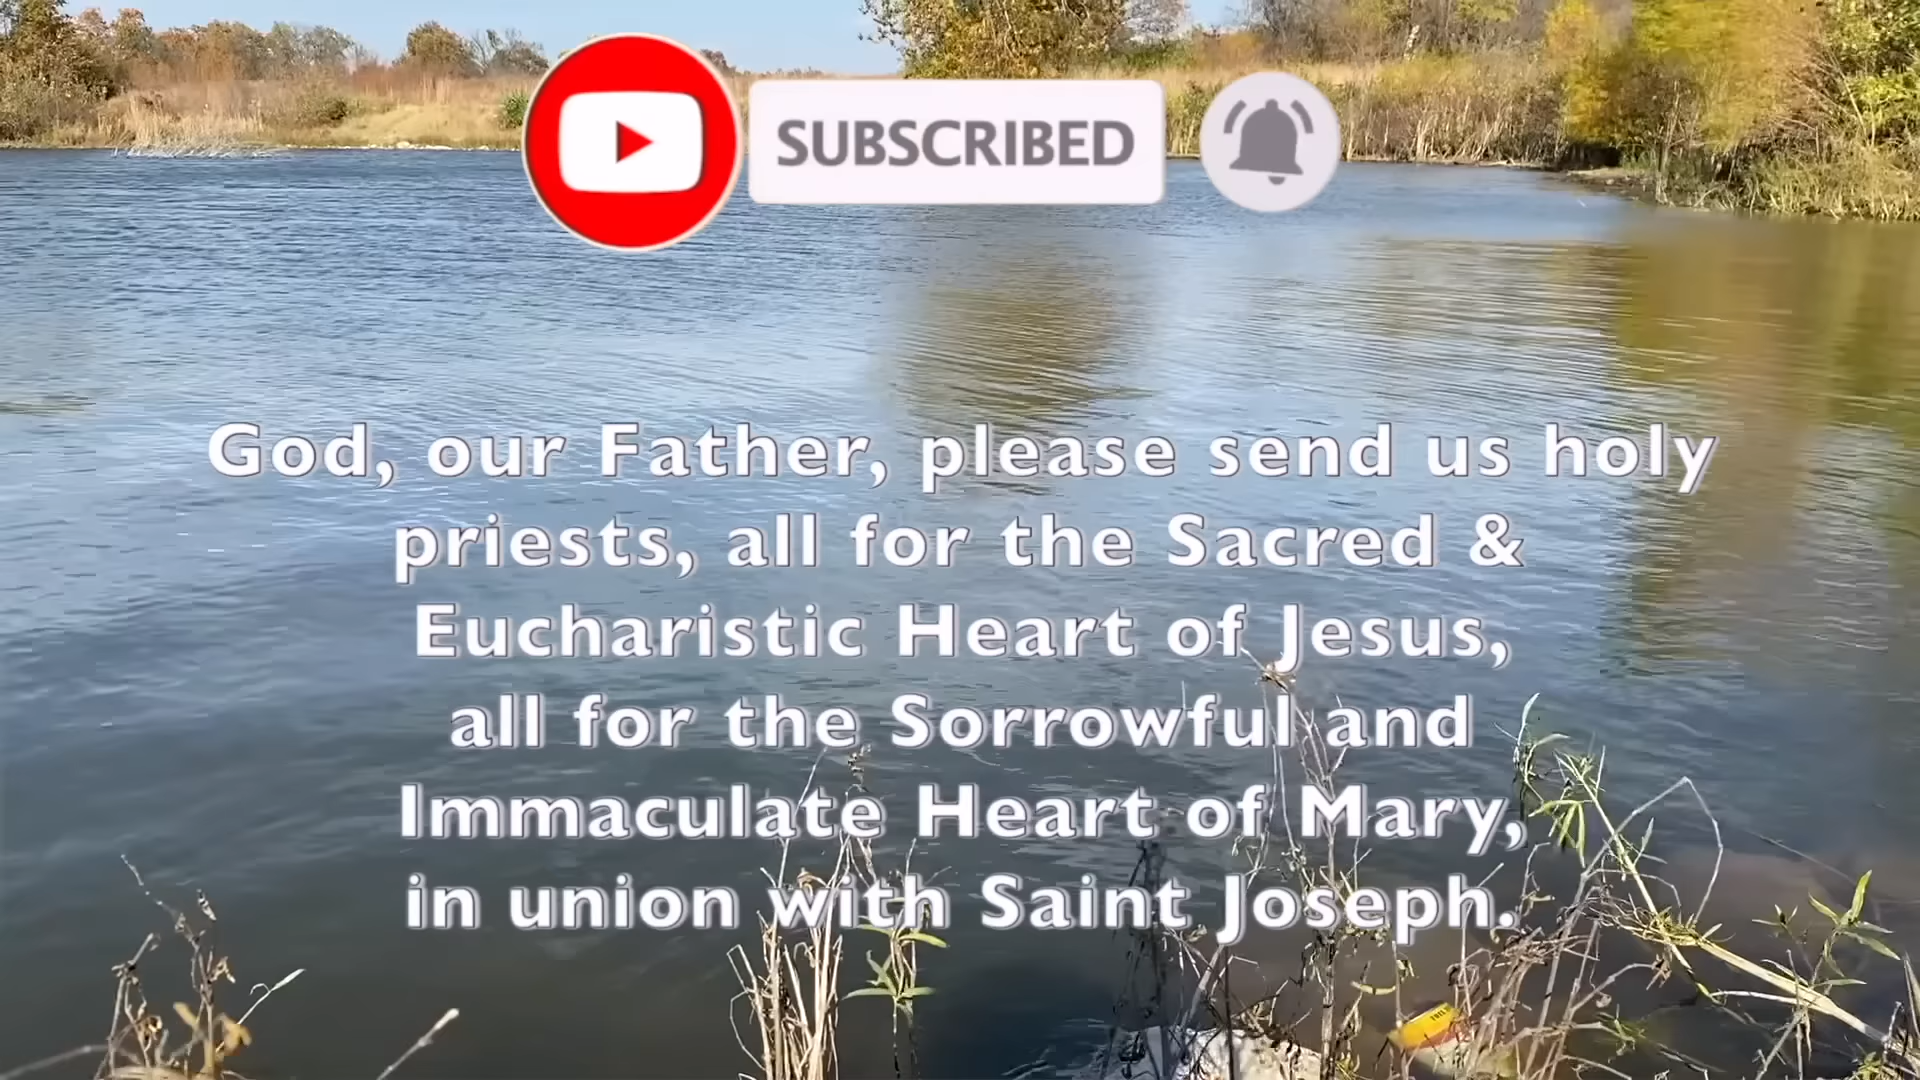 SUBSCRIBED
God, our Father, please send us holy
priests, all for the Sacred &
Eucharistic Heart of Jesus,
all for the Sorrowful and
Immaculate Heart of Mary,
in union with Saint Joseph.